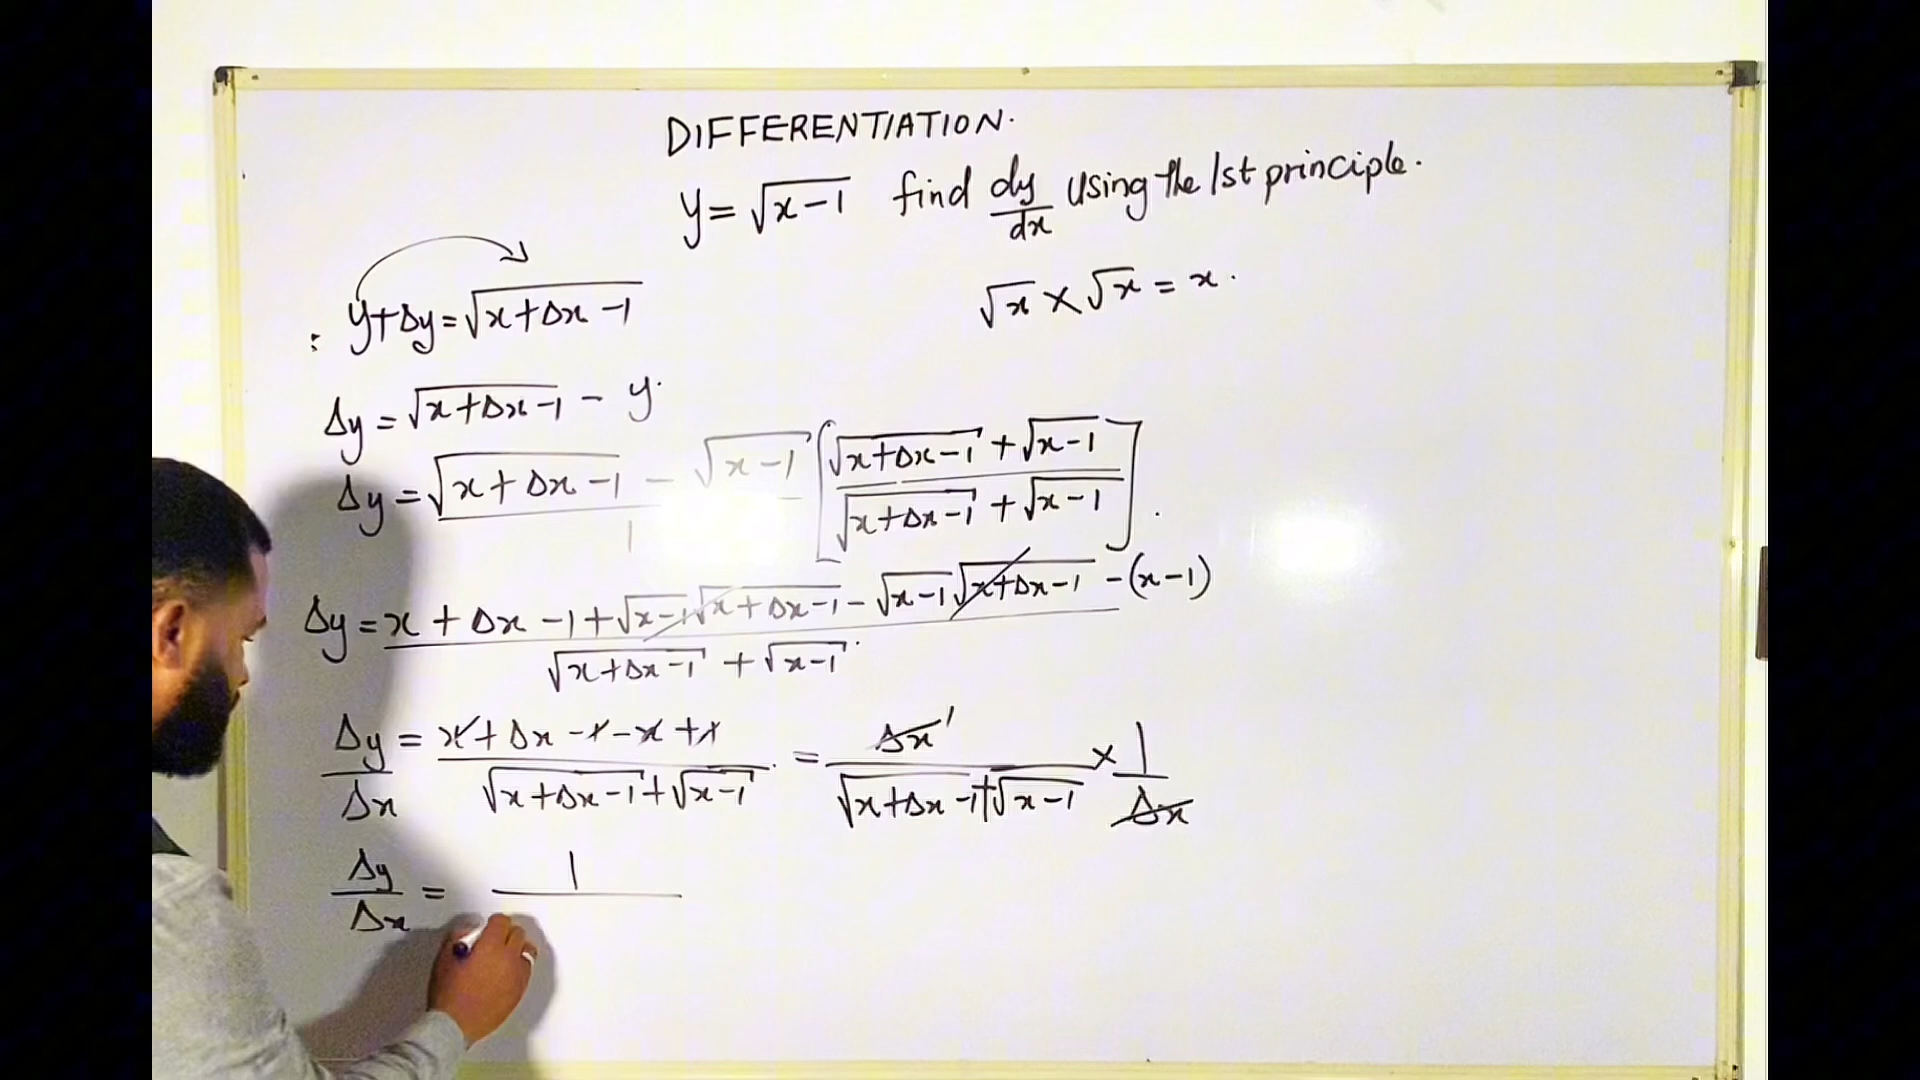 DIFFERENTIATION.
y = √(x-1) find dy/dx using the 1st principle.
√x × √x = x.
: y+Δy = √(x+Δx-1)
Δy = √(x+Δx-1) - y.
Δy = (√(x+Δx-1) - √(x-1))/1 [(√(x+Δx-1) + √(x-1))/(√(x+Δx-1) + √(x-1))].
Δy = (x+Δx-1+√(x-1)√(x+Δx-1) - √(x-1)√(x+Δx-1) - (x-1))/(√(x+Δx-1) + √(x-1)).
Δy/Δx = (x+Δx-1-x+1)/(√(x+Δx-1)+√(x-1)). = Δx 1/(√(x+Δx-1)+√(x-1)) × 1/Δx
Δy/Δx = 1/